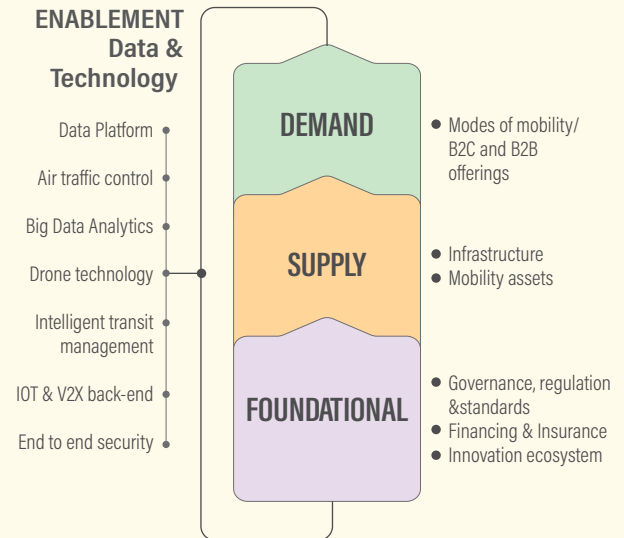 ENABLEMENT
Data &
Technology
Data Platform
Air traffic control
Big Data Analytics
Drone technology
Intelligent transit
management
IOT & V2X back-end
End to end security
DEMAND
Modes of mobility/
B2C and B2B
offerings
SUPPLY
Infrastructure
Mobility assets
FOUNDATIONAL
Governance, regulation
&standards
Financing & Insurance
Innovation ecosystem